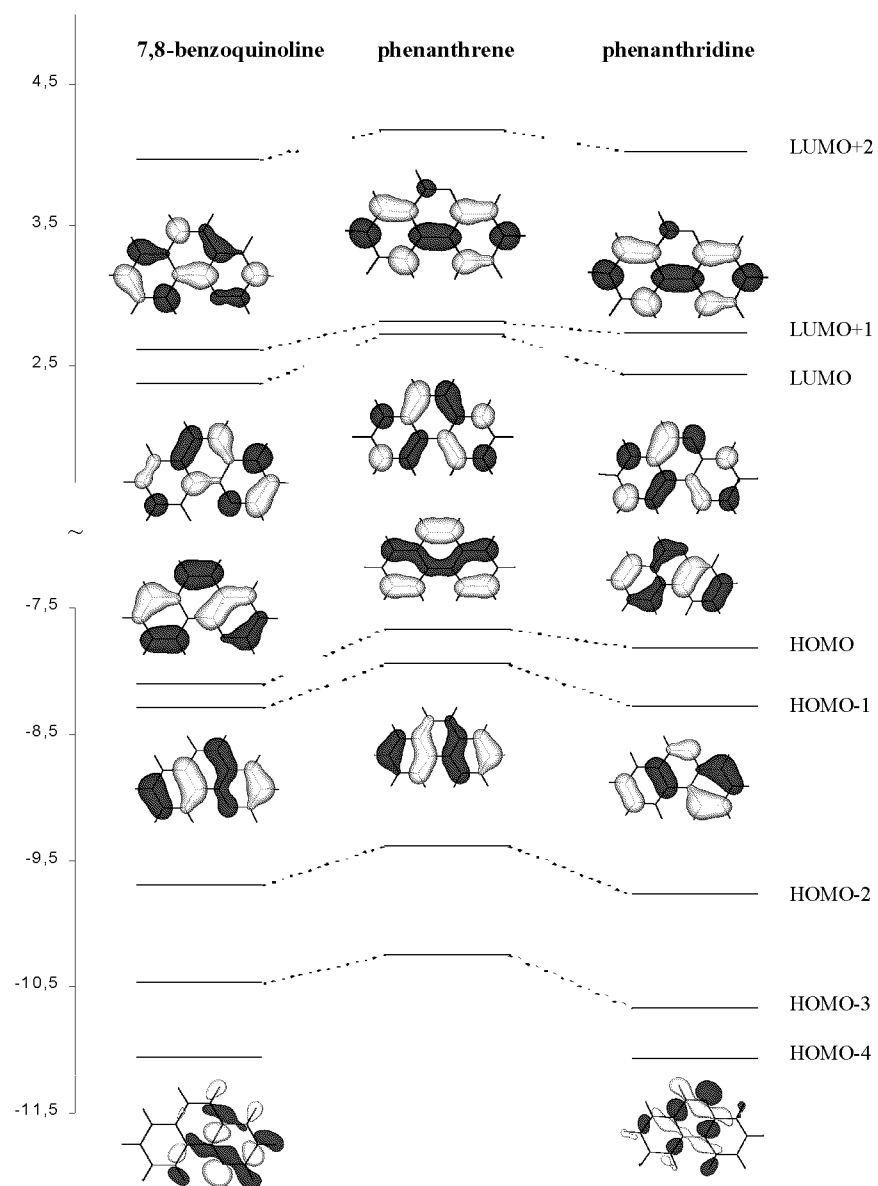 7,8-benzoquinoline phenanthrene phenanthridine
4,5
LUMO+2
3,5
LUMO+1
2,5
LUMO
~
-7,5
HOMO
HOMO-1
-8,5
-9,5
HOMO-2
-10,5
HOMO-3
HOMO-4
-11,5